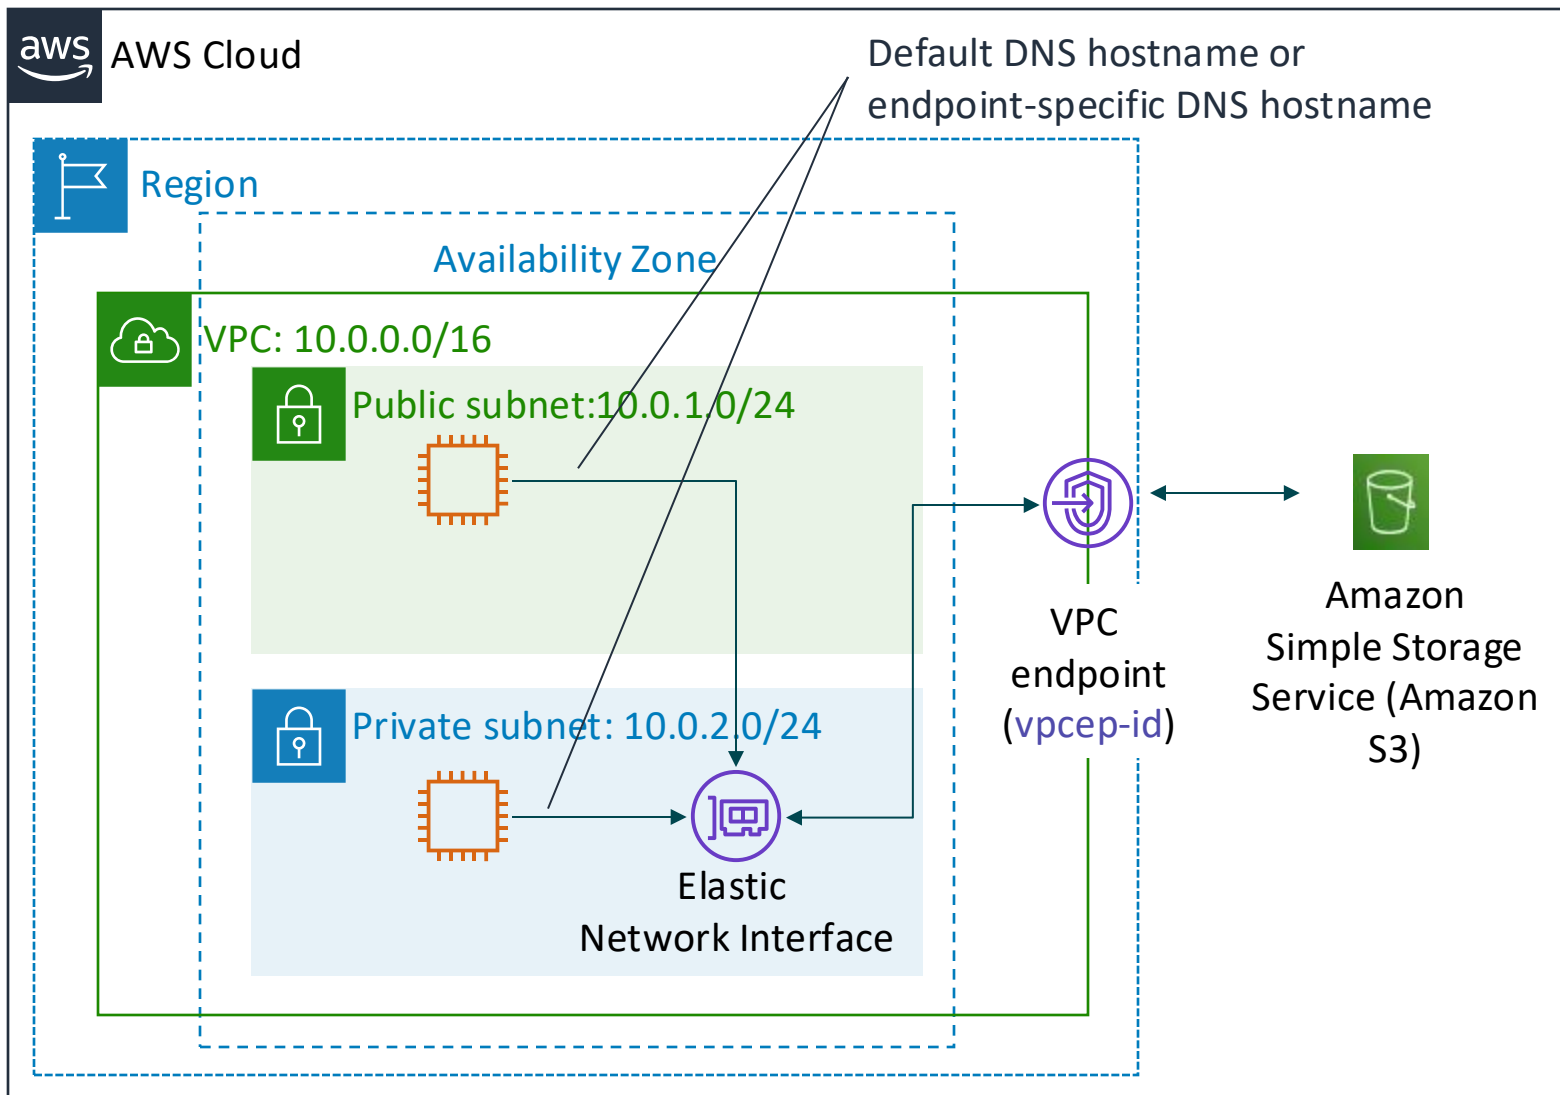 aws
AWS Cloud
Default DNS hostname or
endpoint-specific DNS hostname
Region
Availability Zone
VPC: 10.0.0.0/16
Public subnet:10.0.1.0/24
Private subnet: 10.0.2.0/24
Elastic
Network Interface
VPC
endpoint
(vpcep-id)
Amazon
Simple Storage
Service (Amazon
S3)